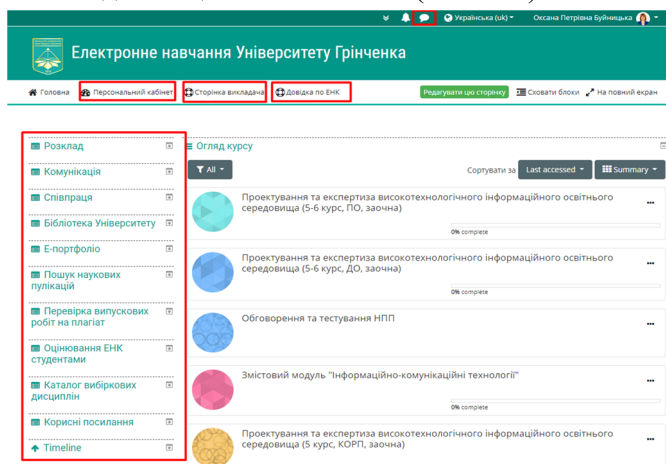 Українська (uk) Оксана Петрівна Буйницька
Електронне навчання Університету Грінченка
Головна Персональний кабінет Сторінка викладача Довідка по ЕНК Редагувати цю сторінку Сховати блоки На повний екран
Розклад
Комунікація
Співпраця
Бібліотека Університету
Е-портфоліо
Пошук наукових
пулікацій
Перевірка випускових
робіт на плагіат
Оцінювання ЕНК
студентами
Каталог вибіркових
дисциплін
Корисні посилання
Timeline
Огляд курсу
All Сортувати за Last accessed Summary
Проектування та експертиза високотехнологічного інформаційного освітнього
середовища (5-6 курс, ПО, заочна)
0% complete
Проектування та експертиза високотехнологічного інформаційного освітнього
середовища (5-6 курс, ДО, заочна)
0% complete
Обговорення та тестування НПП
Змістовий модуль "Інформаційно-комунікаційні технології"
0% complete
Проектування та експертиза високотехнологічного інформаційного освітнього
середовища (5 курс, КОРП, заочна)